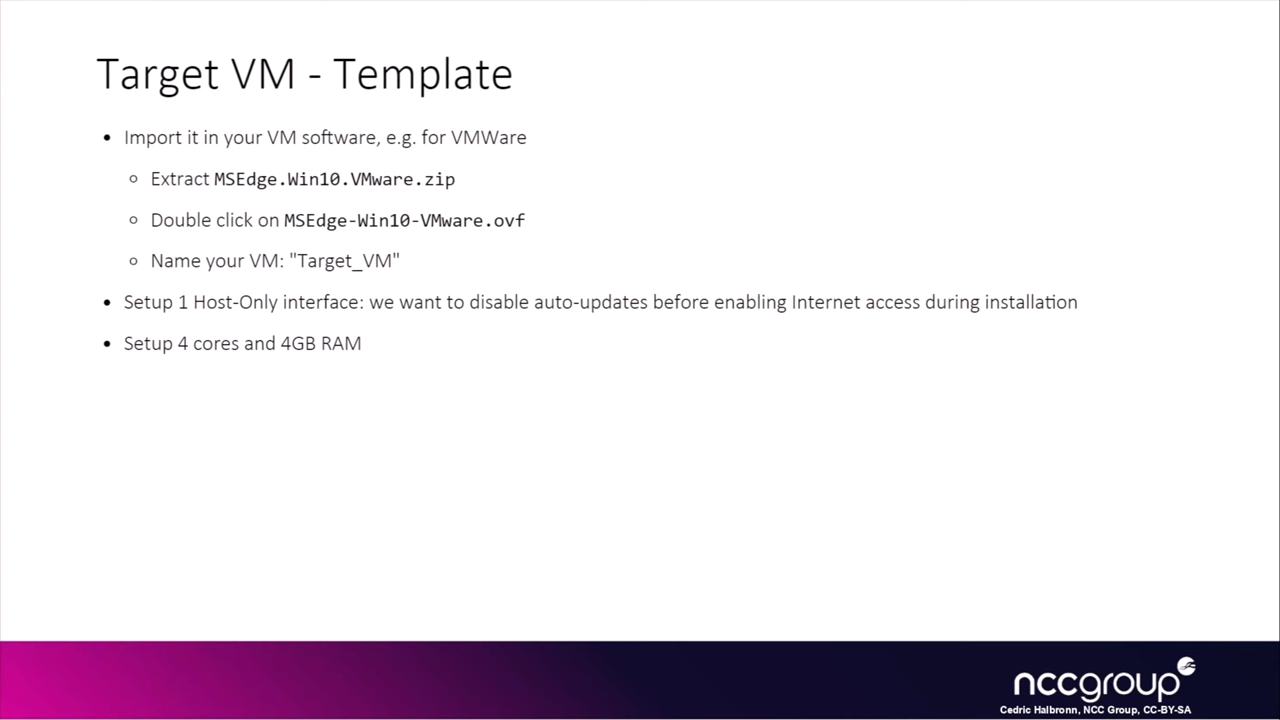 Target VM - Template
• Import it in your VM software, e.g. for VMWare
○ Extract MSEdge.Win10.VMware.zip
○ Double click on MSEdge-Win10-VMware.ovf
○ Name your VM: "Target_VM"
• Setup 1 Host-Only interface: we want to disable auto-updates before enabling Internet access during installation
• Setup 4 cores and 4GB RAM
nccgroup
Cedric Halbronn, NCC Group, CC-BY-SA